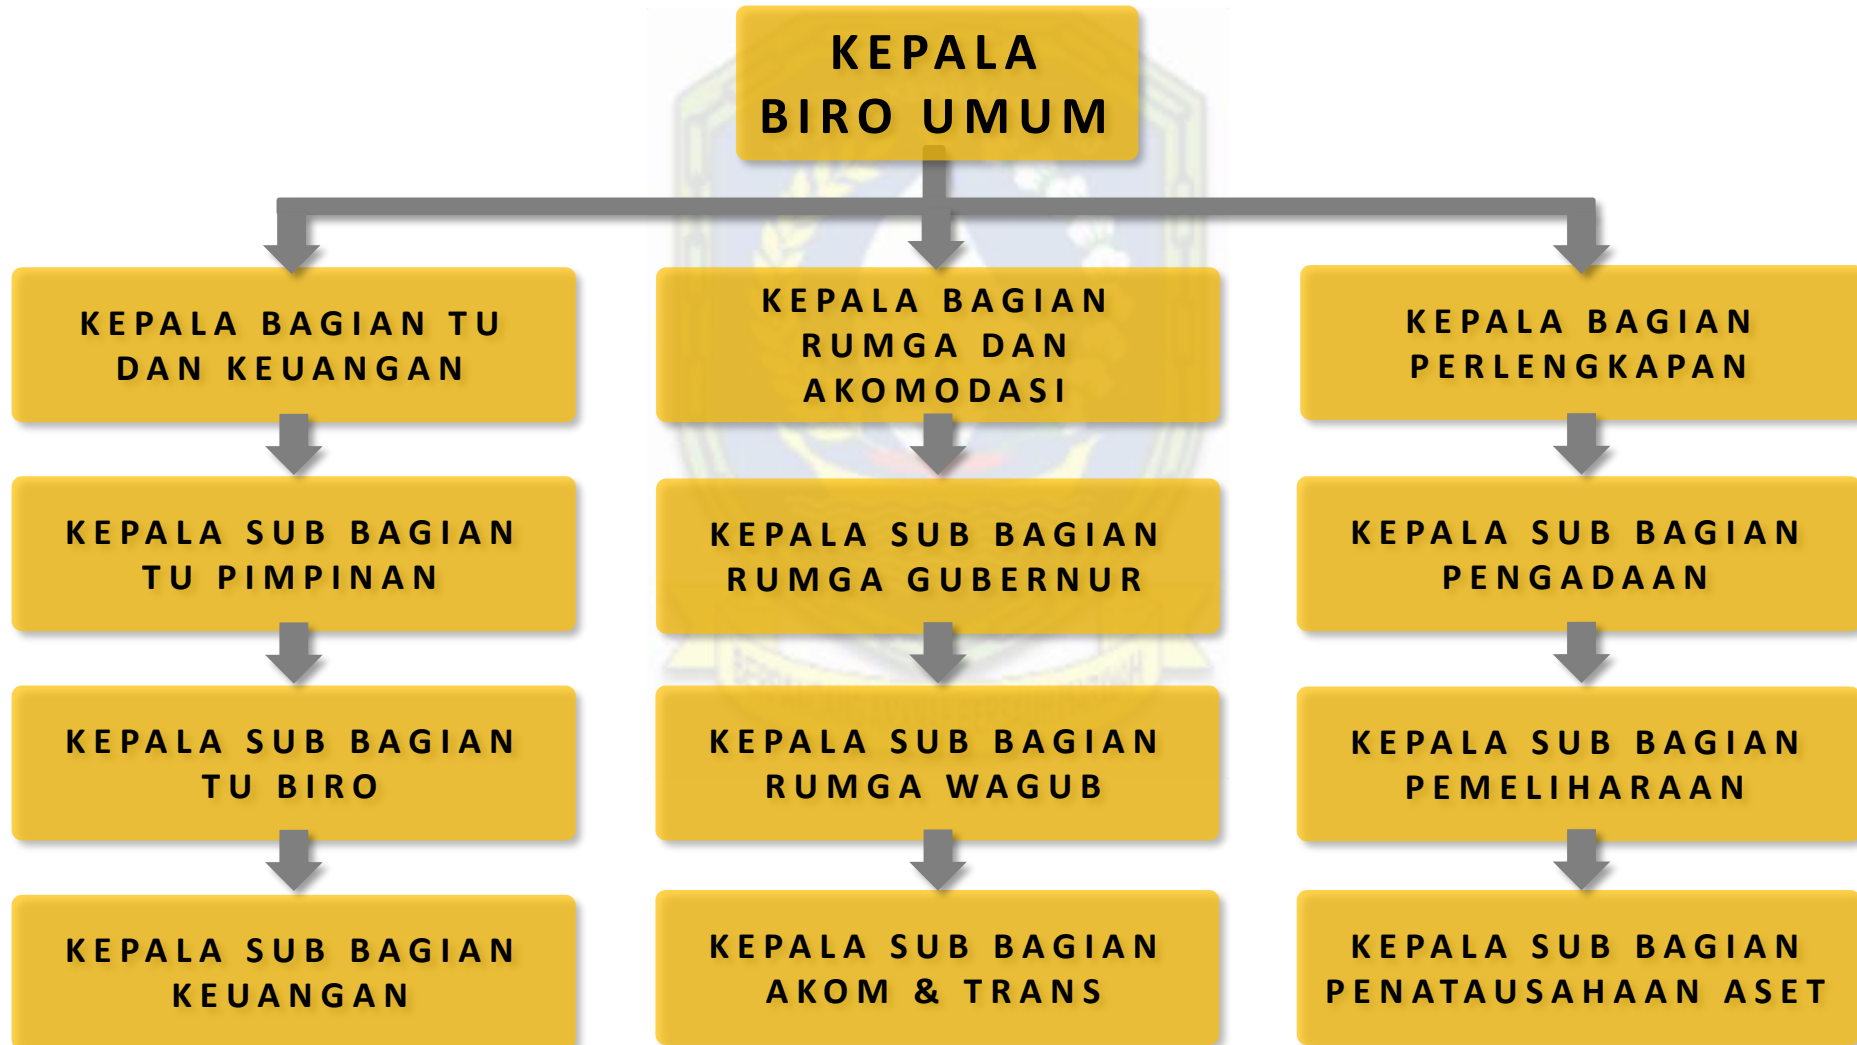 KEPALA
BIRO UMUM
KEPALA BAGIAN TU
DAN KEUANGAN
KEPALA BAGIAN
RUMGA DAN
AKOMODASI
KEPALA BAGIAN
PERLENGKAPAN
KEPALA SUB BAGIAN
TU PIMPINAN
KEPALA SUB BAGIAN
RUMGA GUBERNUR
KEPALA SUB BAGIAN
PENGADAAN
KEPALA SUB BAGIAN
TU BIRO
KEPALA SUB BAGIAN
RUMGA WAGUB
KEPALA SUB BAGIAN
PEMELIHARAAN
KEPALA SUB BAGIAN
KEUANGAN
KEPALA SUB BAGIAN
AKOM & TRANS
KEPALA SUB BAGIAN
PENATAUSAHAAN ASET